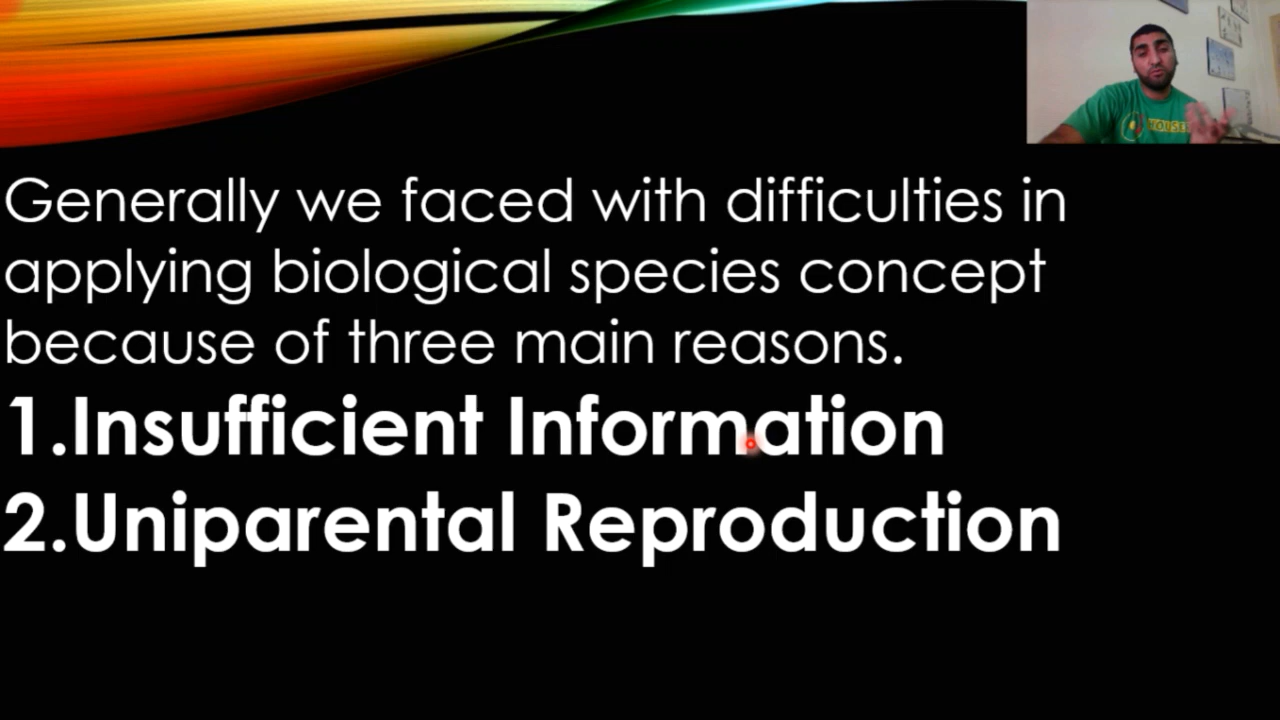 Generally we faced with difficulties in
applying biological species concept
because of three main reasons.
1.Insufficient Information
2.Uniparental Reproduction